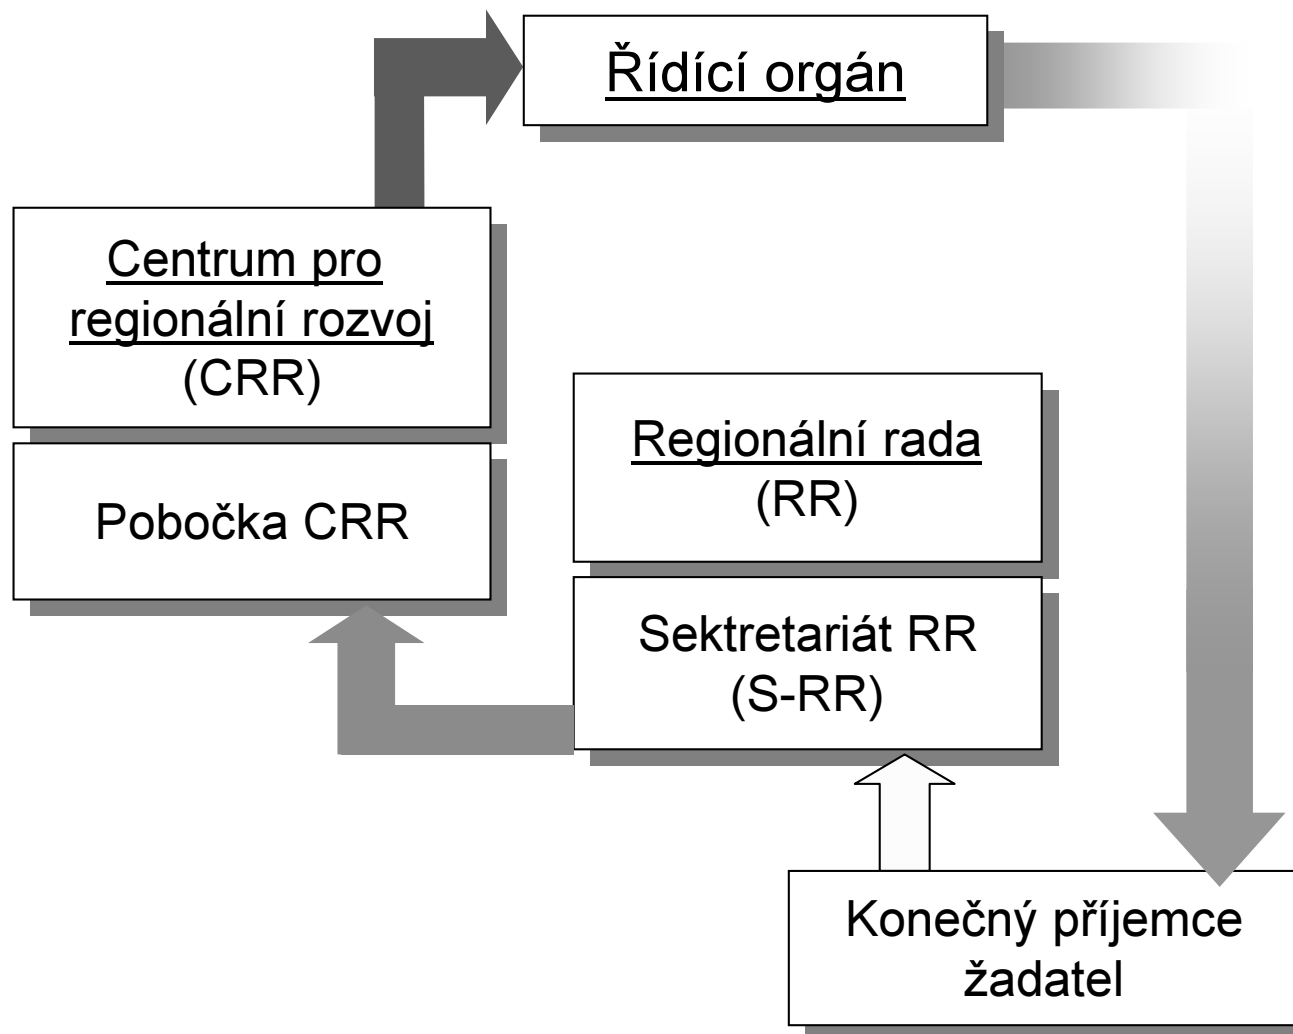 Řídící orgán
Centrum pro
regionální rozvoj
(CRR)
Pobočka CRR
Regionální rada
(RR)
Sektretariát RR
(S-RR)
Konečný příjemce
žadatel